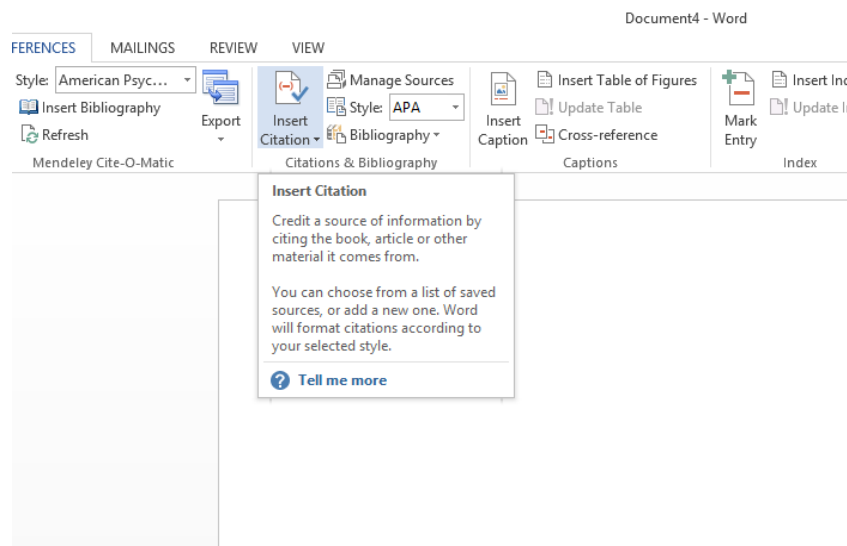 Document4 - Word
FERENCES MAILINGS REVIEW VIEW
Style: American Psyc...
Insert Bibliography
Refresh
Mendeley Cite-O-Matic
Export
Insert Citation
Manage Sources
Style: APA
Bibliography
Citations & Bibliography
Insert Caption
Insert Table of Figures
Update Table
Cross-reference
Captions
Mark Entry
Insert Ind
Update I
Index
Insert Citation
Credit a source of information by
citing the book, article or other
material it comes from.
You can choose from a list of saved
sources, or add a new one. Word
will format citations according to
your selected style.
Tell me more